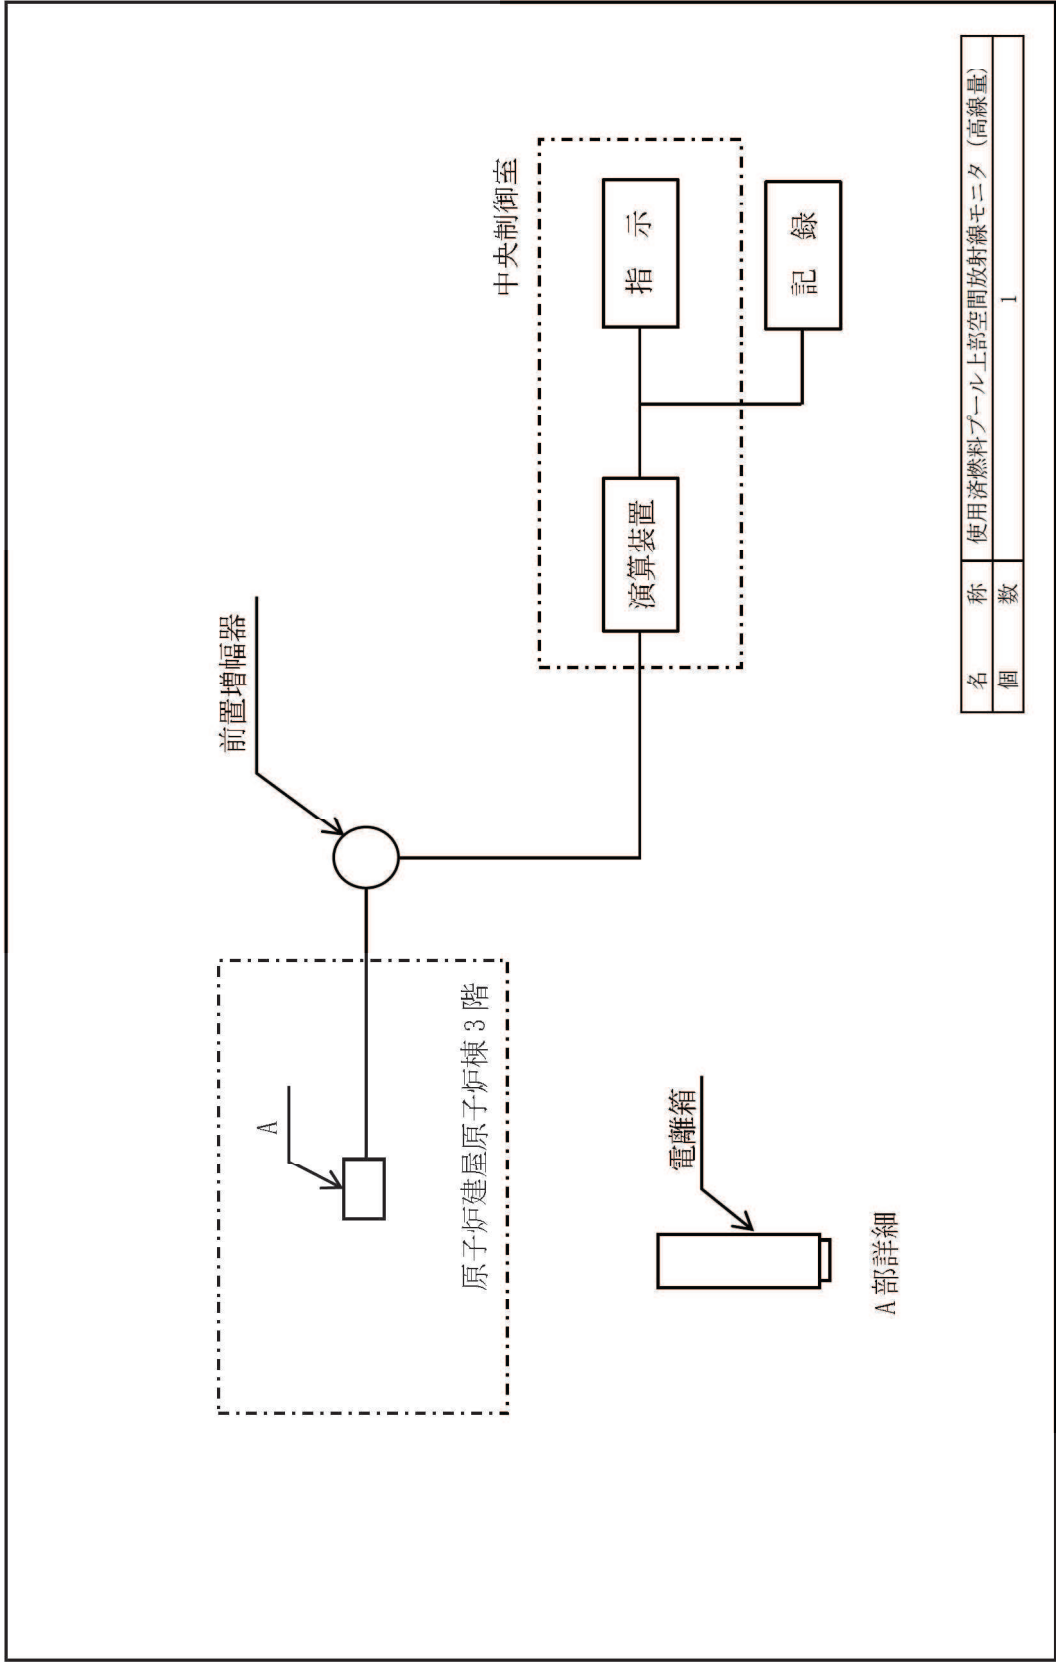 A
原子炉建屋原子炉棟３階
前置増幅器
中央制御室
演算装置
指 示
記 録
電離箱
A 部詳細
名 称 使用済燃料プール上部空間放射線モニタ（高線量）
個 数 1